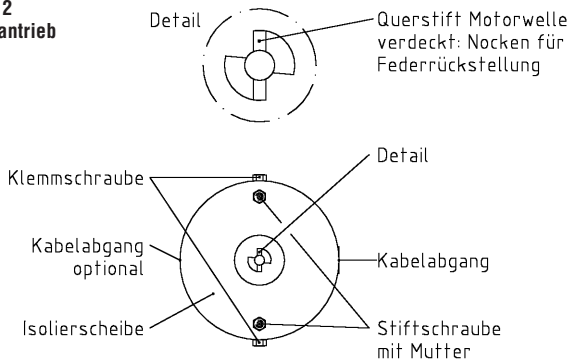 2
antrieb
Detail
Querstift Motorwelle
verdeckt: Nocken für
Federrückstellung
Detail
Klemmschraube
Kabelabgang
optional
Kabelabgang
Isolierscheibe
Stiftschraube
mit Mutter